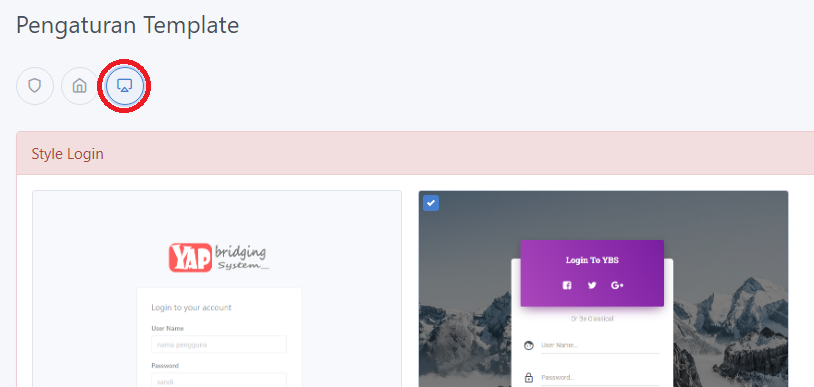 Pengaturan Template
Style Login
YAP bridging
System...
Login to your account
User Name
nama pengguna
Password
sandi
Login To YBS
Or Be Classical
User Name...
Password...